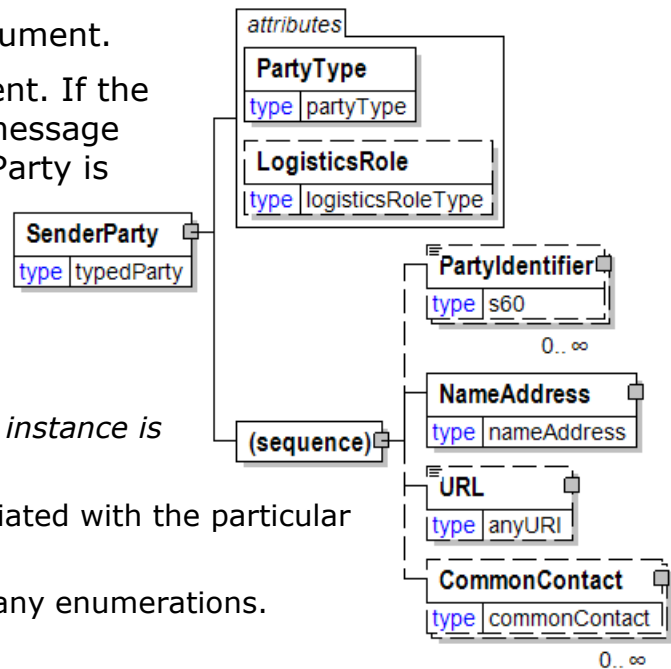 ument.
ent. If the
nessage
Party is
instance is
iated with the particular
any enumerations.
attributes
PartyType
type partyType
LogisticsRole
type logisticsRoleType
SenderParty
type typedParty
(sequence)
PartyIdentifier
type s60
0.. ∞
NameAddress
type nameAddress
URL
type anyURI
CommonContact
type commonContact
0.. ∞